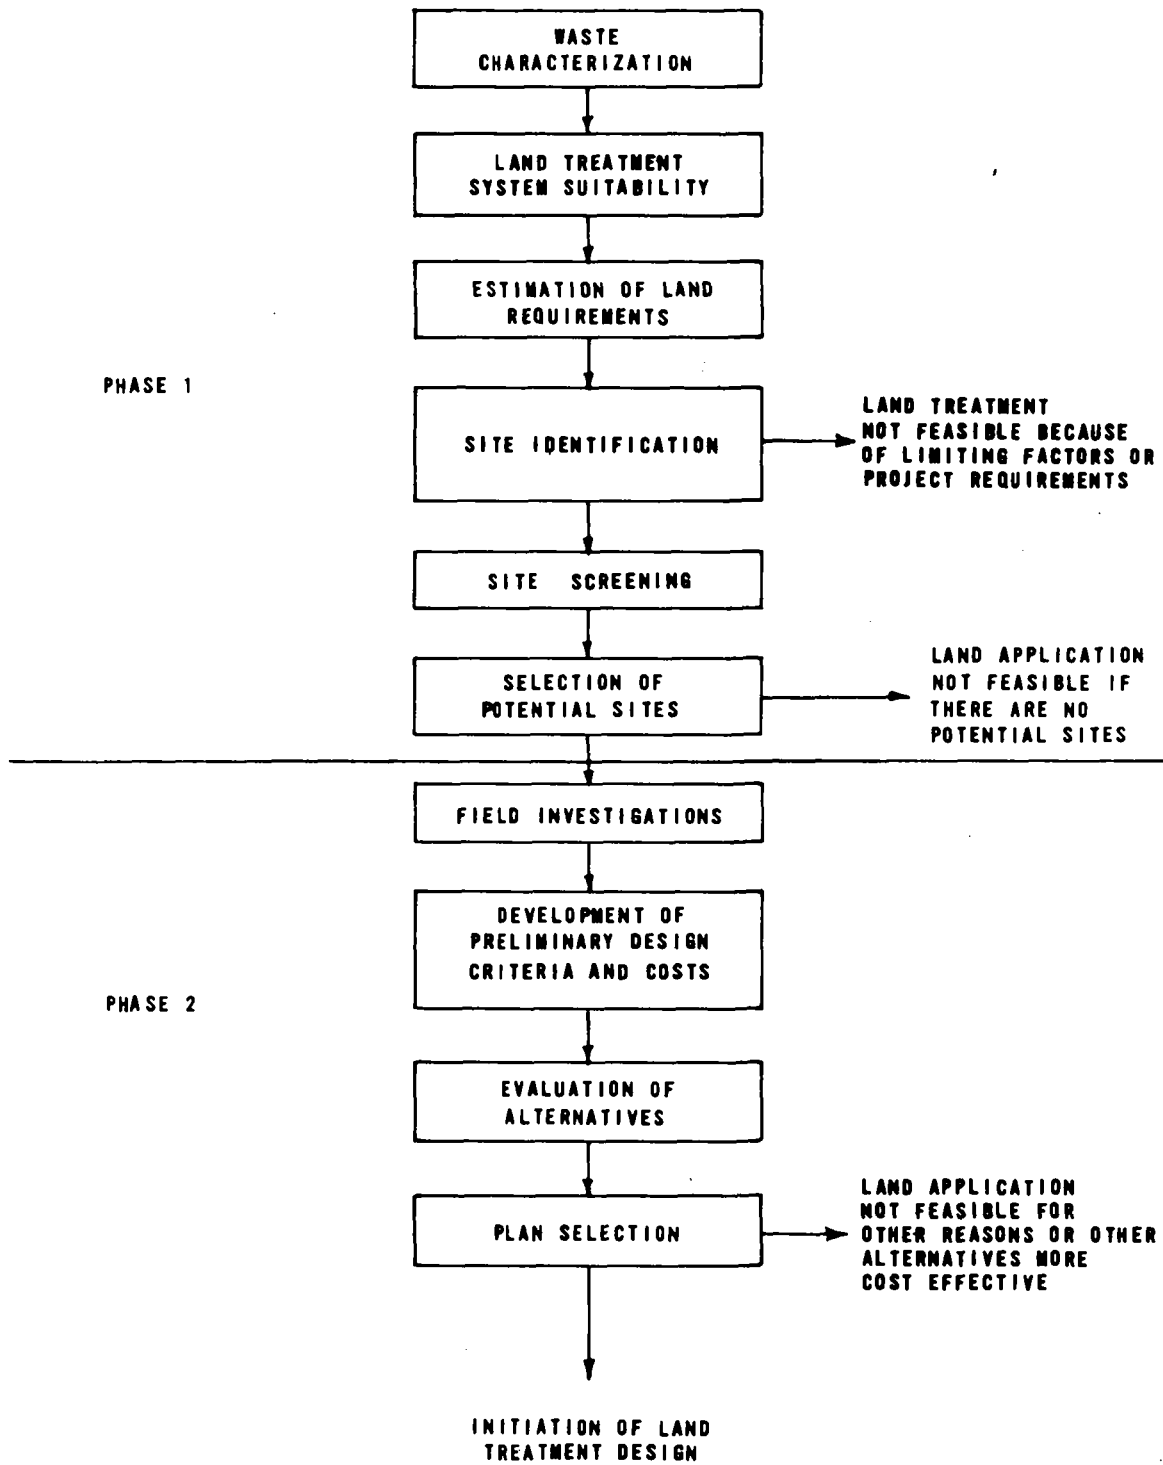 WASTE
CHARACTERIZATION
LAND TREATMENT
SYSTEM SUITABILITY
ESTIMATION OF LAND
REQUIREMENTS
PHASE 1
SITE IDENTIFICATION
LAND TREATMENT
NOT FEASIBLE BECAUSE
OF LIMITING FACTORS OR
PROJECT REQUIREMENTS
SITE SCREENING
SELECTION OF
POTENTIAL SITES
LAND APPLICATION
NOT FEASIBLE IF
THERE ARE NO
POTENTIAL SITES
FIELD INVESTIGATIONS
DEVELOPMENT OF
PRELIMINARY DESIGN
CRITERIA AND COSTS
PHASE 2
EVALUATION OF
ALTERNATIVES
PLAN SELECTION
LAND APPLICATION
NOT FEASIBLE FOR
OTHER REASONS OR OTHER
ALTERNATIVES MORE
COST EFFECTIVE
INITIATION OF LAND
TREATMENT DESIGN